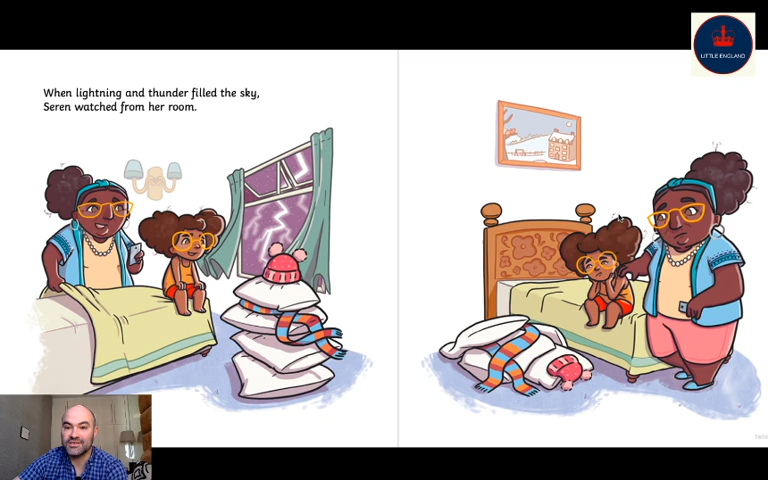 LITTLE ENGLAND
When lightning and thunder filled the sky,
Seren watched from her room.